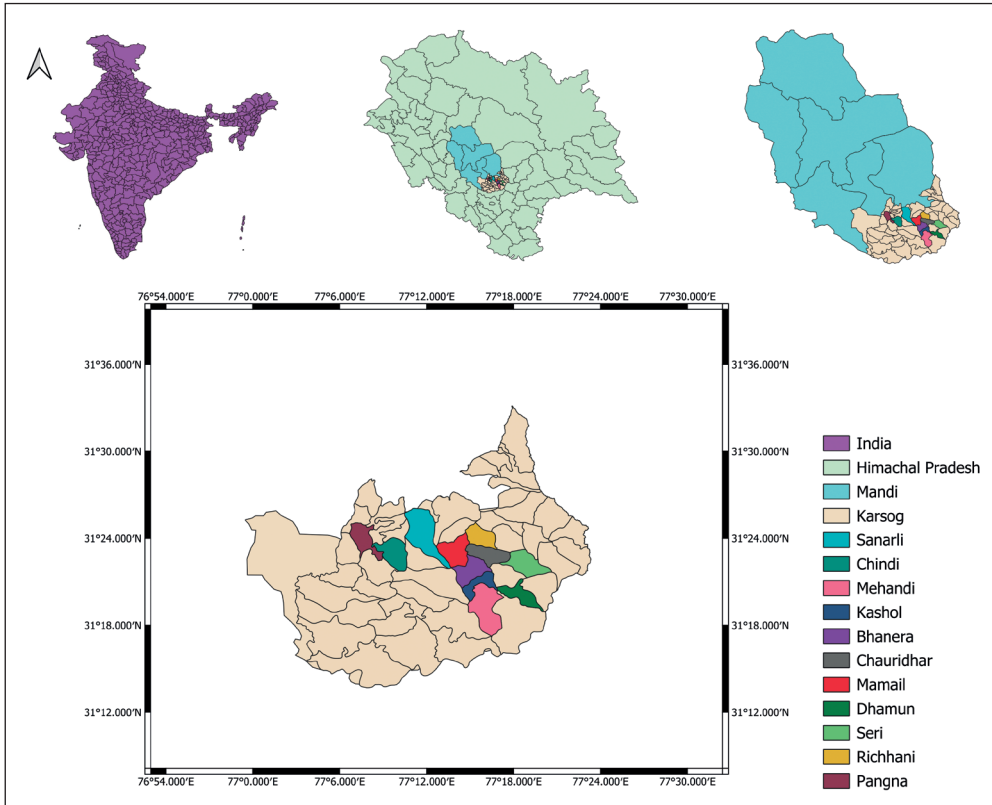 76°54.000′E 77°0.000′E 77°6.000′E 77°12.000′E 77°18.000′E 77°24.000′E 77°30.000′E
31°36.000′N 31°36.000′N
31°30.000′N 31°30.000′N
31°24.000′N 31°24.000′N
31°18.000′N 31°18.000′N
31°12.000′N 31°12.000′N
76°54.000′E 77°0.000′E 77°6.000′E 77°12.000′E 77°18.000′E 77°24.000′E 77°30.000′E
India
Himachal Pradesh
Mandi
Karsog
Sanarli
Chindi
Mehandi
Kashol
Bhanera
Chauridhar
Mamail
Dhamun
Seri
Richhani
Pangna